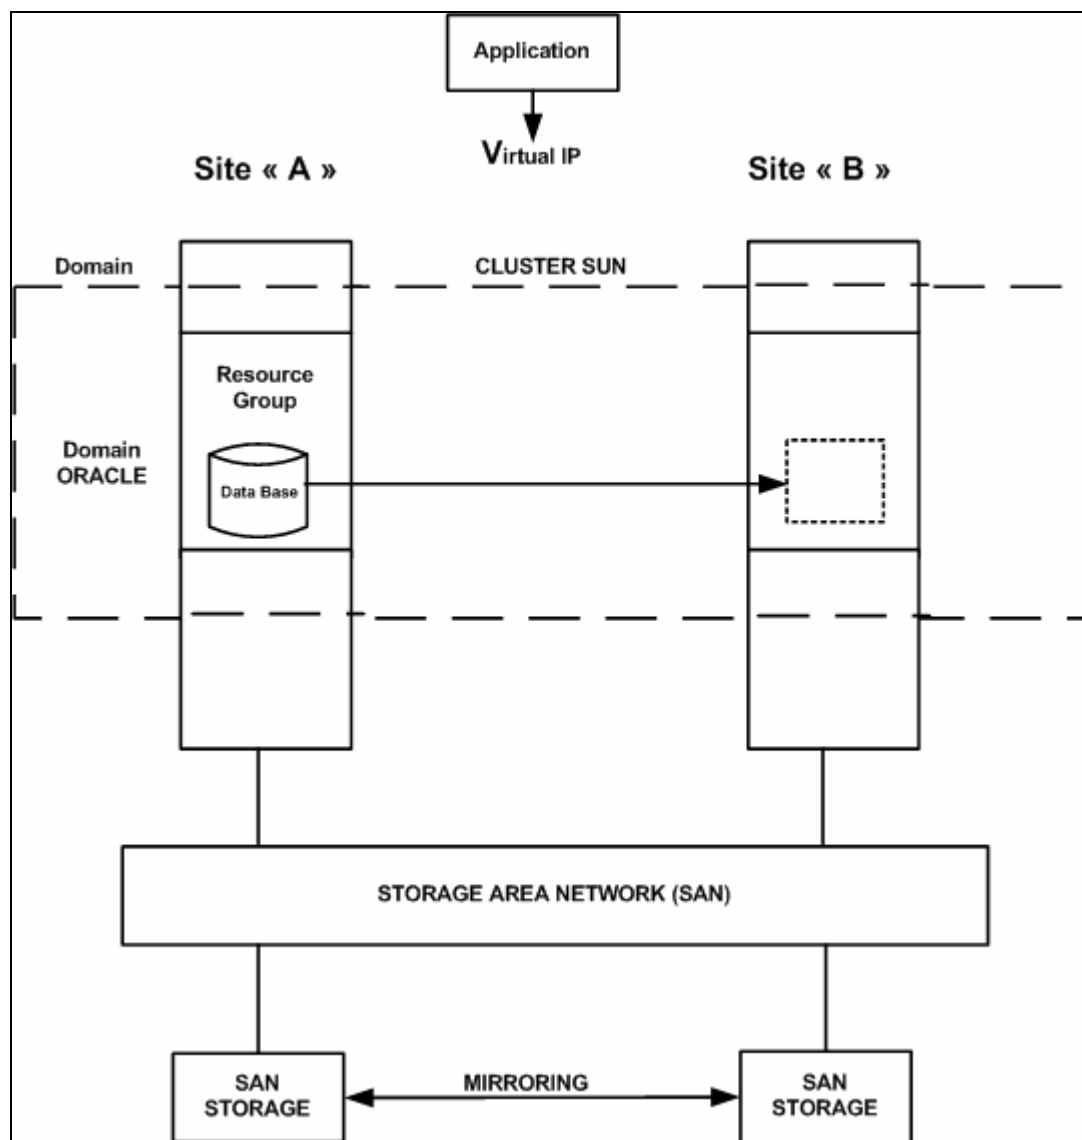 Application
Virtual IP
Site « A »
Site « B »
Domain
CLUSTER SUN
Resource
Group
Domain
ORACLE
Data Base
STORAGE AREA NETWORK (SAN)
SAN
STORAGE
MIRRORING
SAN
STORAGE